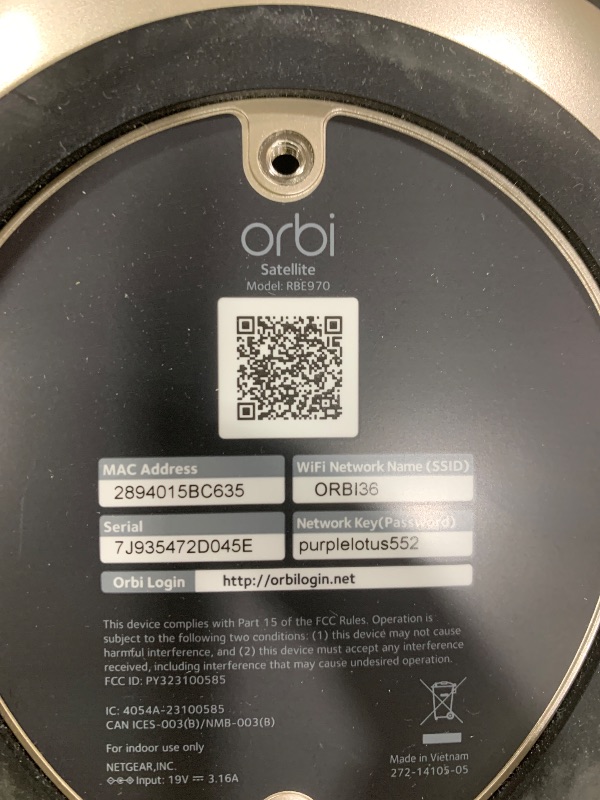 orbi
Satellite
Model: RBE970
MAC Address
2894015BC635
WiFi Network Name (SSID)
ORBI36
Serial
7J935472D045E
Network Key(Password)
purplelotus552
Orbi Login http://orbilogin.net
This device complies with Part 15 of the FCC Rules. Operation is
subject to the following two conditions: (1) this device may not cause
harmful interference, and (2) this device must accept any interference
received, including interference that may cause undesired operation.
FCC ID: PY323100585
IC: 4054A-23100585
CAN ICES-003(B)/NMB-003(B)
For indoor use only
NETGEAR,INC.
Input: 19V ⎓ 3.16A
Made in Vietnam
272-14105-05